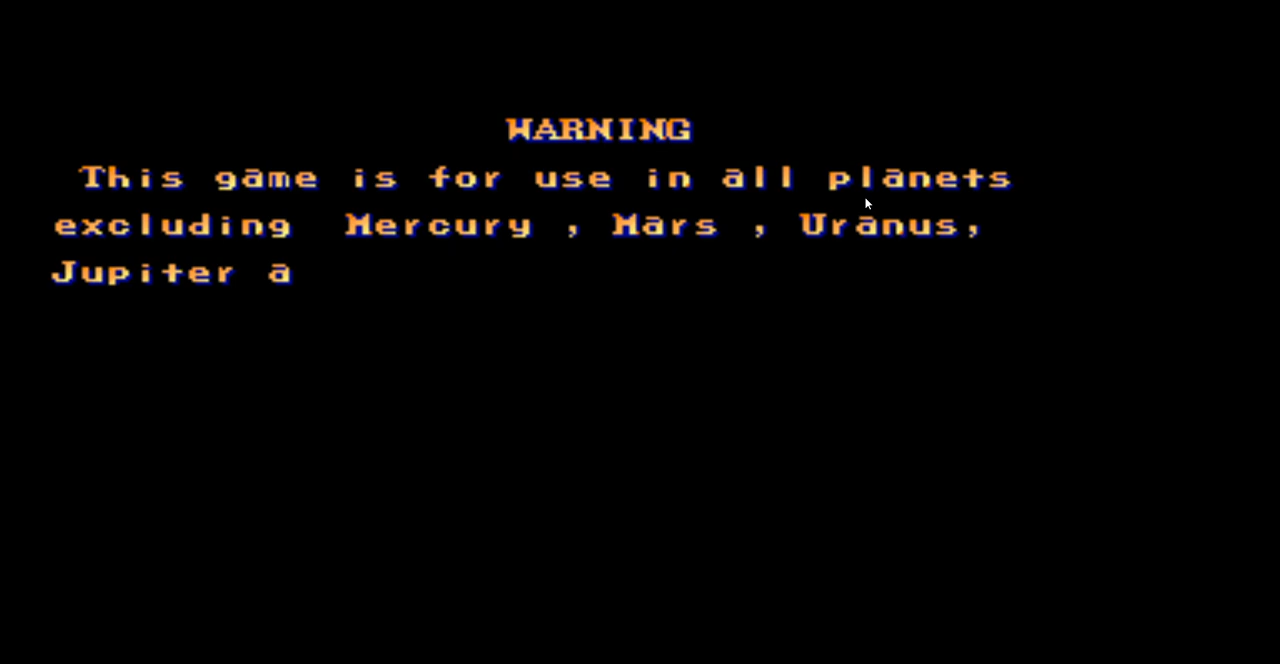 WARNING
This game is for use in all planets
excluding Mercury , Mars , Uranus,
Jupiter a